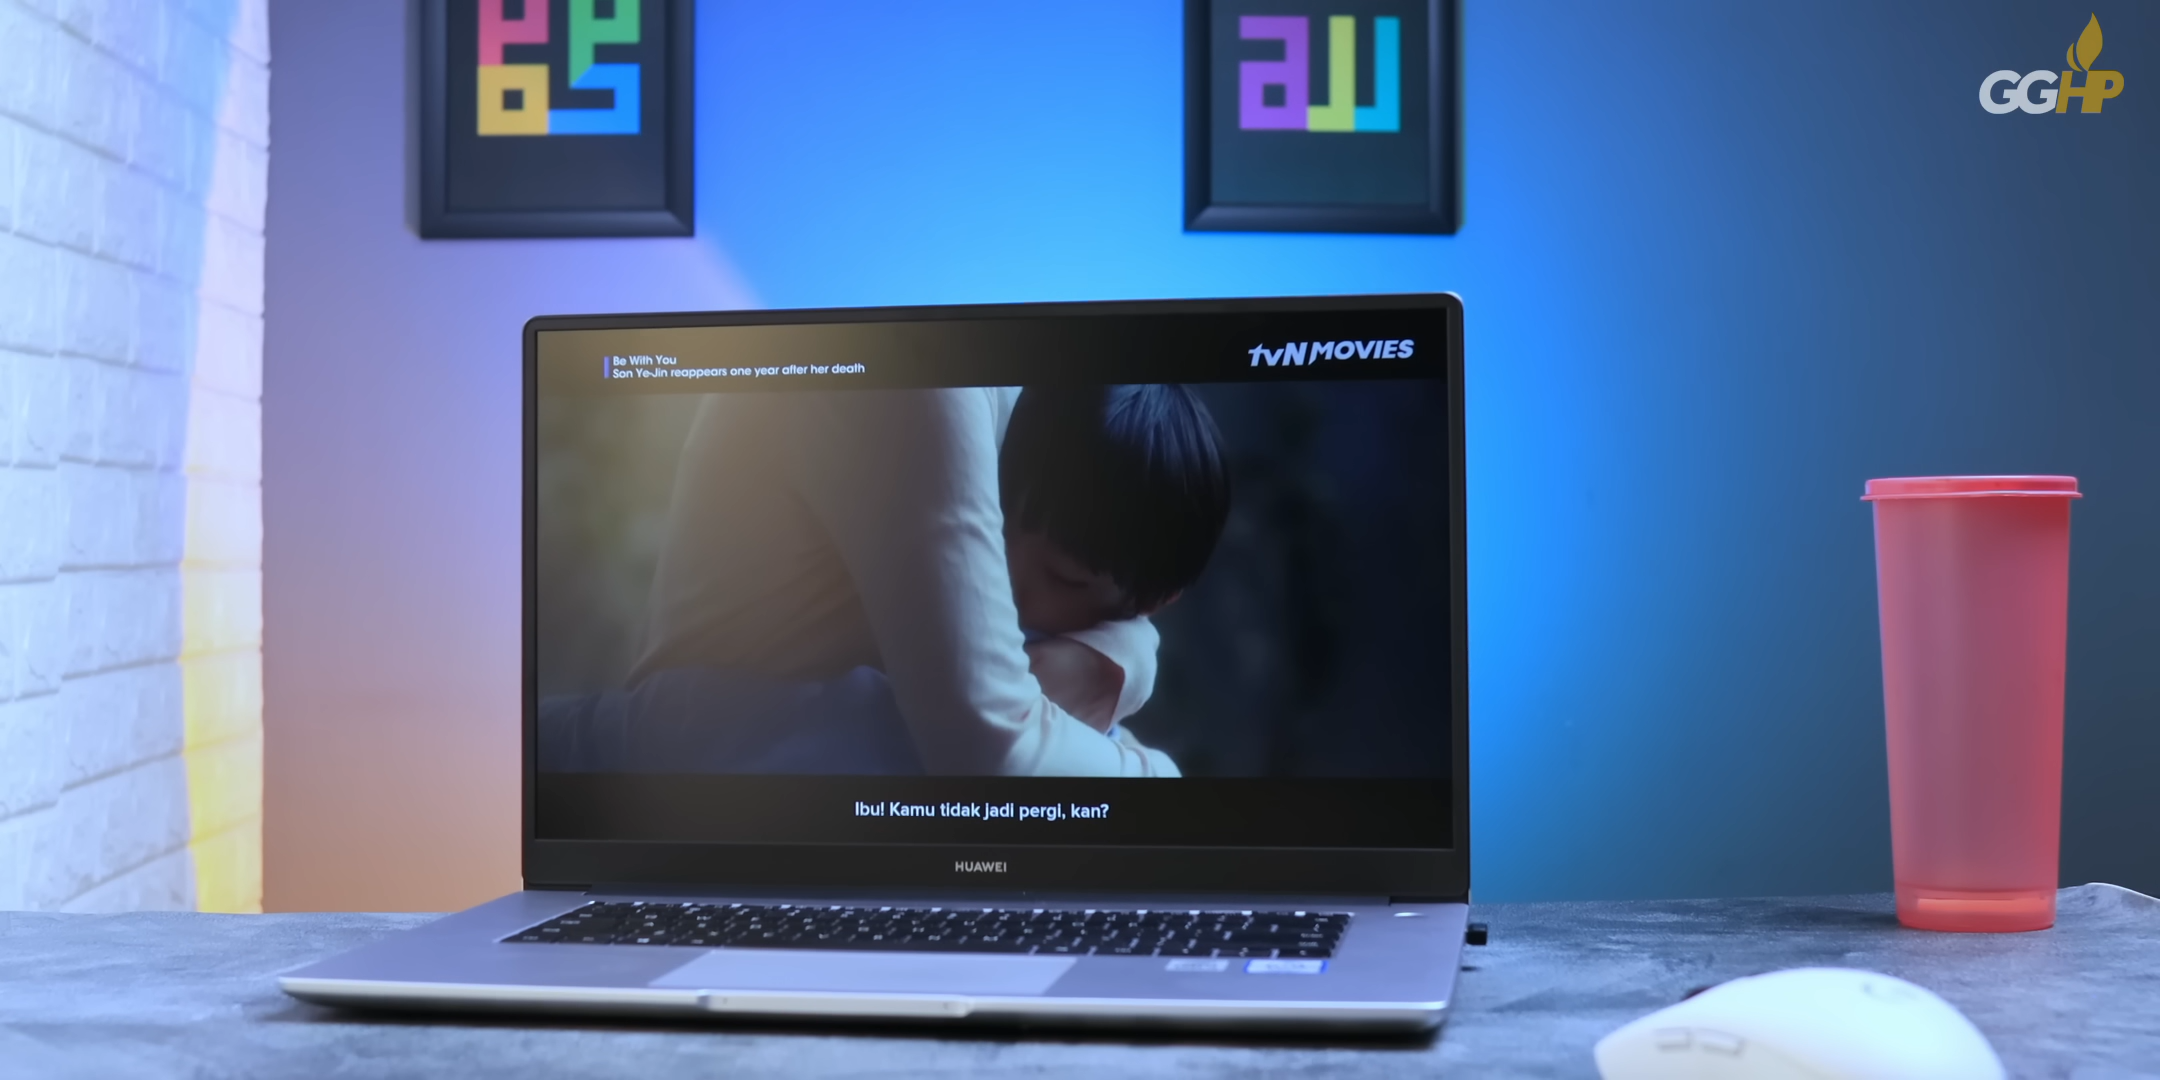 GGHP
Be With You
Son Ye-Jin reappears one year after her death
tvN MOVIES
Ibu! Kamu tidak jadi pergi, kan?
HUAWEI